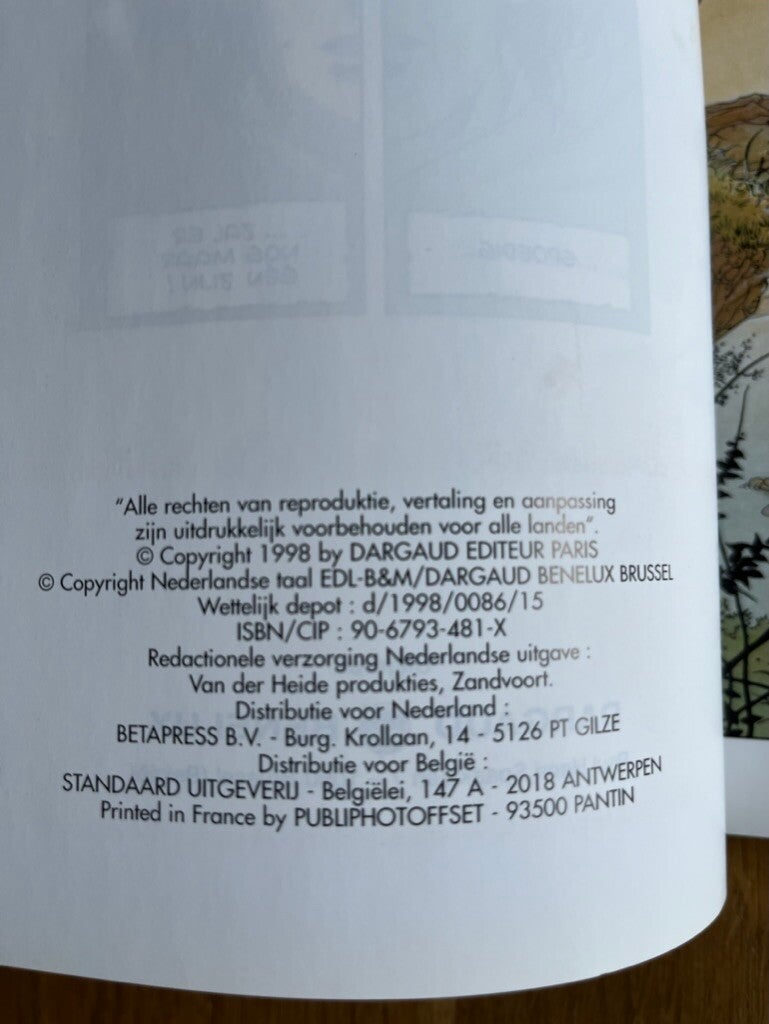 "Alle rechten van reproduktie, vertaling en aanpassing
zijn uitdrukkelijk voorbehouden voor alle landen".
© Copyright 1998 by DARGAUD EDITEUR PARIS
© Copyright Nederlandse taal EDL-B&M/DARGAUD BENELUX BRUSSEL
Wettelijk depot : d/1998/0086/15
ISBN/CIP : 90-6793-481-X
Redactionele verzorging Nederlandse uitgave :
Van der Heide produkties, Zandvoort.
Distributie voor Nederland :
BETAPRESS B.V. - Burg. Krollaan, 14 - 5126 PT GILZE
Distributie voor België :
STANDAARD UITGEVERIJ - Belgiëlei, 147 A - 2018 ANTWERPEN
Printed in France by PUBLIPHOTOFFSET - 93500 PANTIN